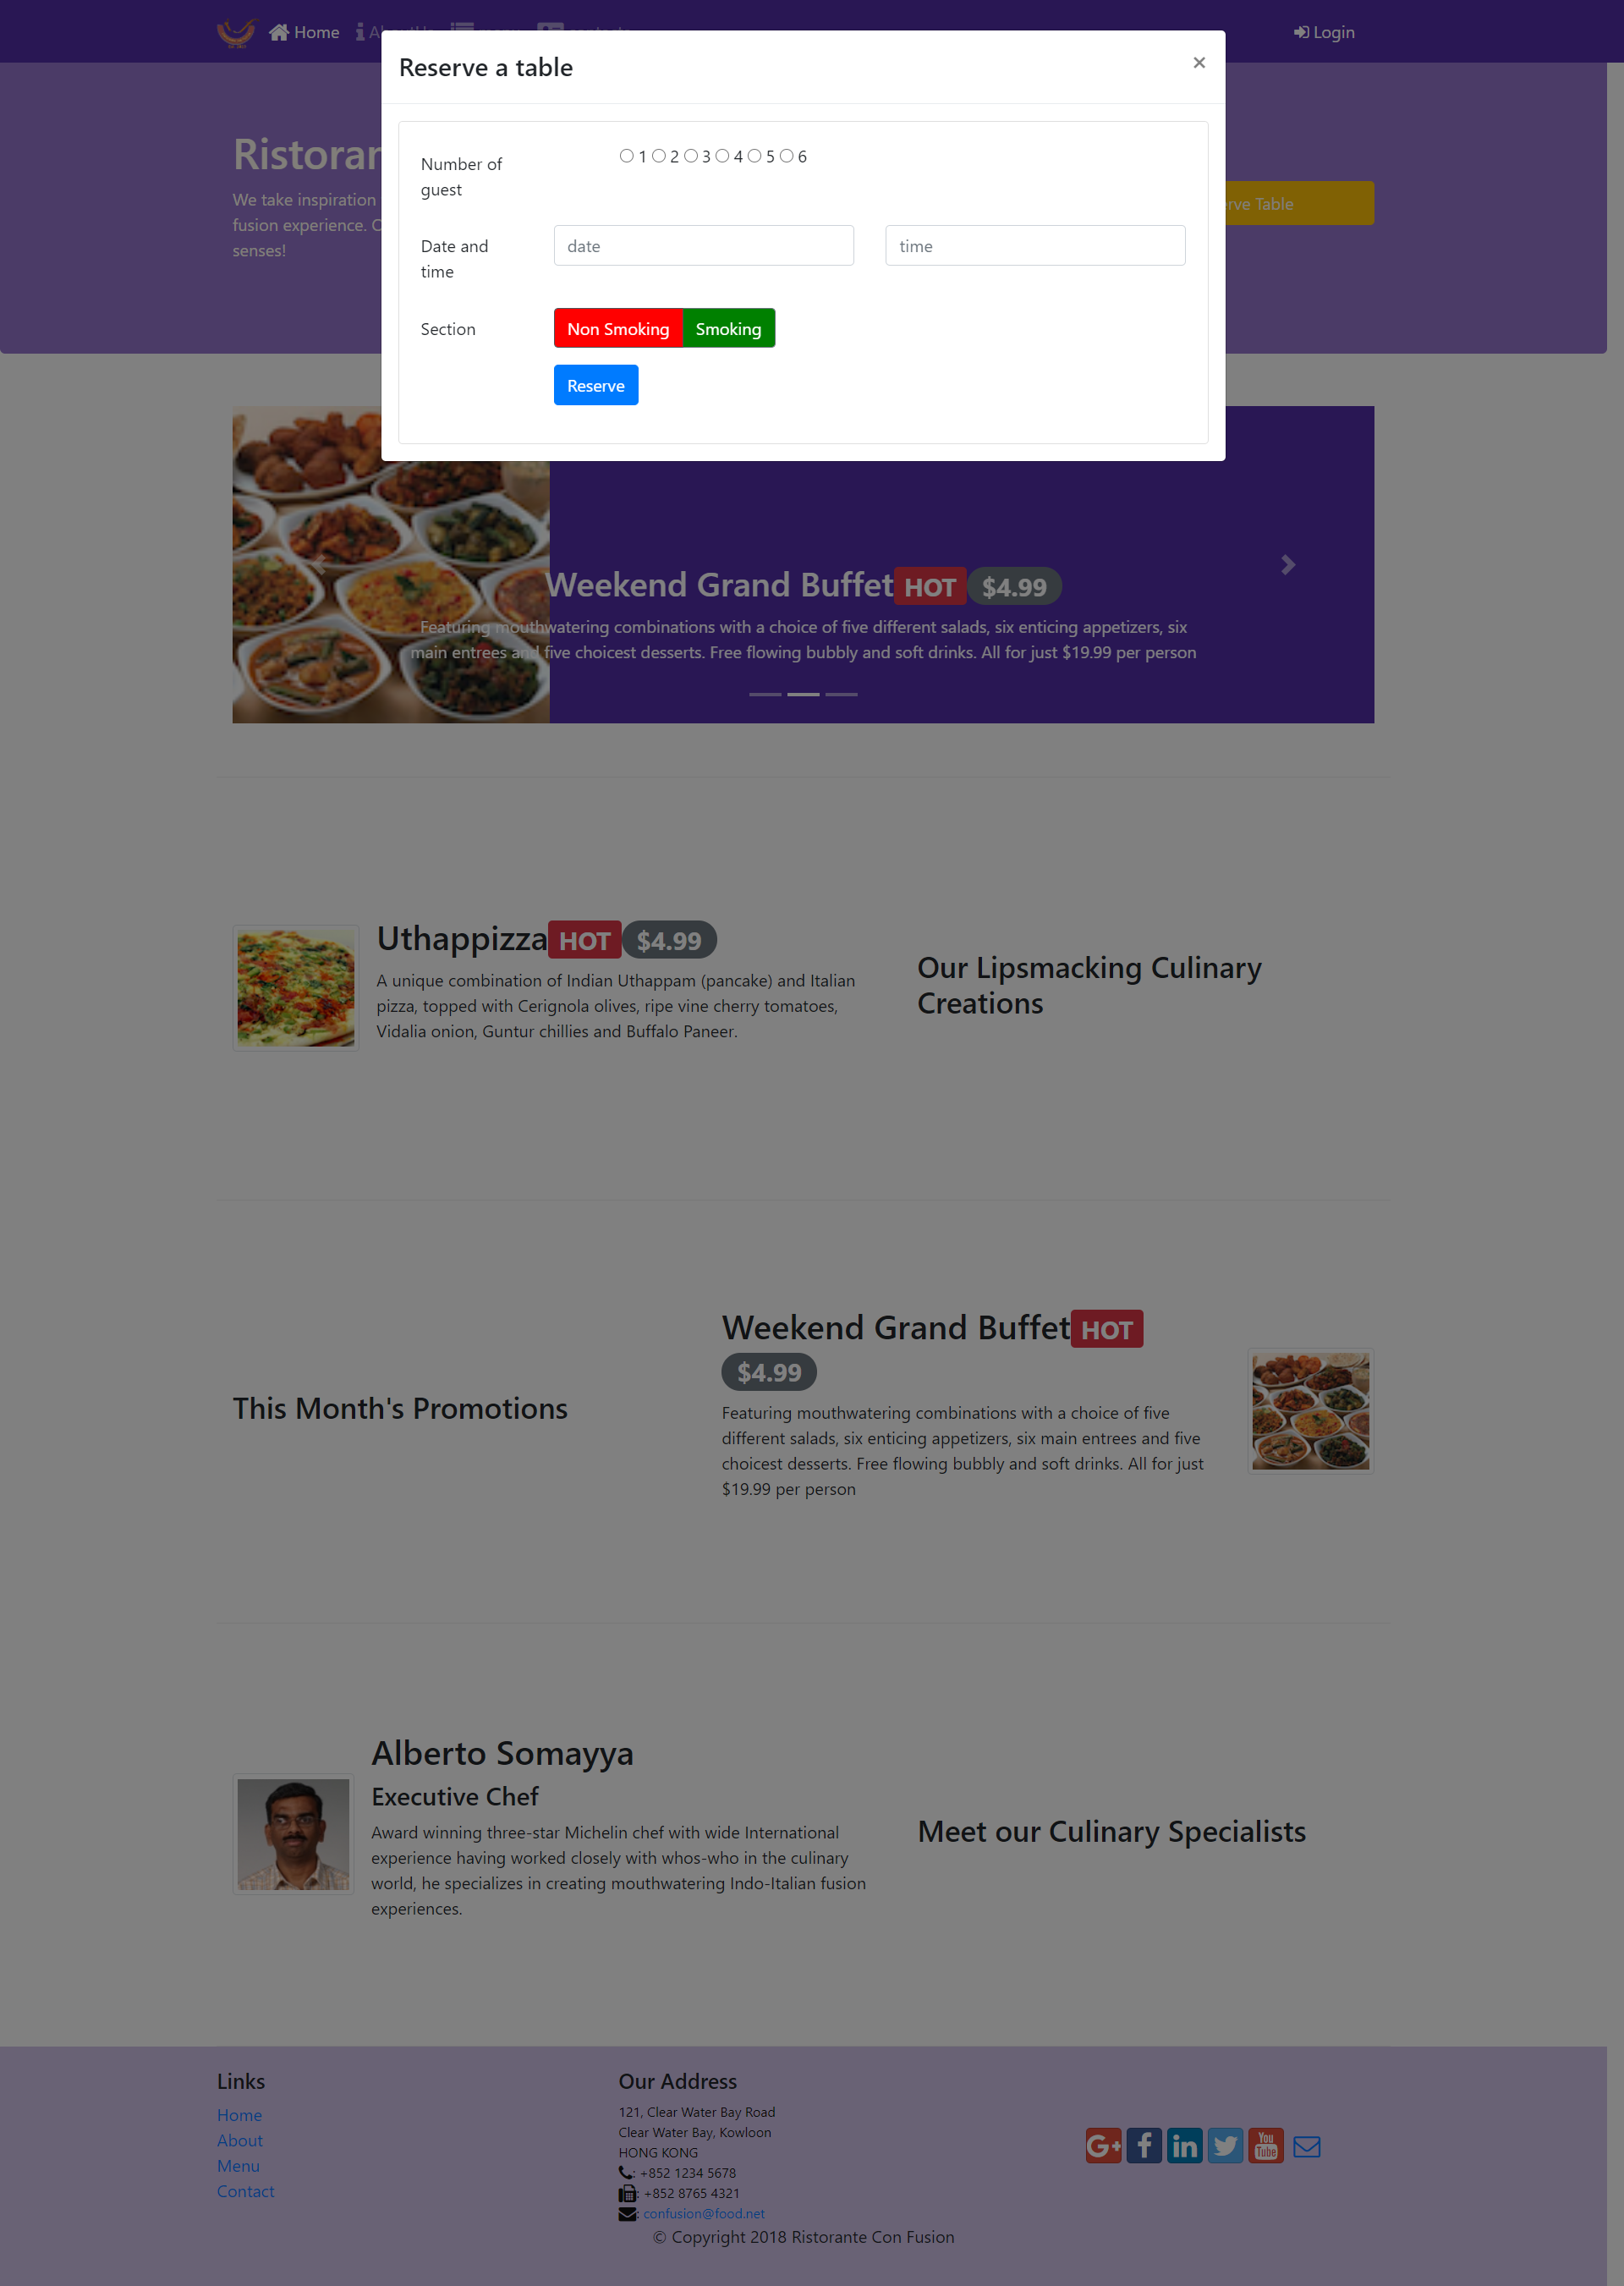 Home
Login
Reserve a table
×
Ristoran
We take inspiration
fusion experience.
senses!
Table
Number of
guest
1 2 3 4 5 6
Date and
time
date
time
Section
Non Smoking
Smoking
Reserve
Weekend Grand Buffet HOT $4.99
Featuring mouthwatering combinations with a choice of five different salads, six enticing appetizers, six
main entrees and five choicest desserts. Free flowing bubbly and soft drinks. All for just $19.99 per person
Uthappizza HOT $4.99
A unique combination of Indian Uthappam (pancake) and Italian
pizza, topped with Cerignola olives, ripe vine cherry tomatoes,
Vidalia onion, Guntur chillies and Buffalo Paneer.
Our Lipsmacking Culinary
Creations
This Month's Promotions
Weekend Grand Buffet HOT
$4.99
Featuring mouthwatering combinations with a choice of five
different salads, six enticing appetizers, six main entrees and five
choicest desserts. Free flowing bubbly and soft drinks. All for just
$19.99 per person
Alberto Somayya
Executive Chef
Award winning three-star Michelin chef with wide International
experience having worked closely with whos-who in the culinary
world, he specializes in creating mouthwatering Indo-Italian fusion
experiences.
Meet our Culinary Specialists
Links
Home
About
Menu
Contact
Our Address
121, Clear Water Bay Road
Clear Water Bay, Kowloon
HONG KONG
: +852 1234 5678
: +852 8765 4321
: confusion@food.net
You
Tube
© Copyright 2018 Ristorante Con Fusion